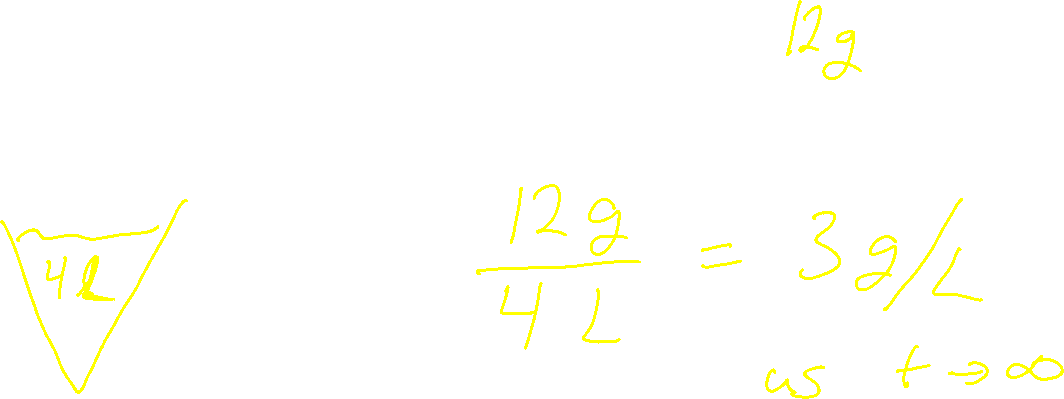 12g
4L
12g / 4L = 3g/L
as t → ∞